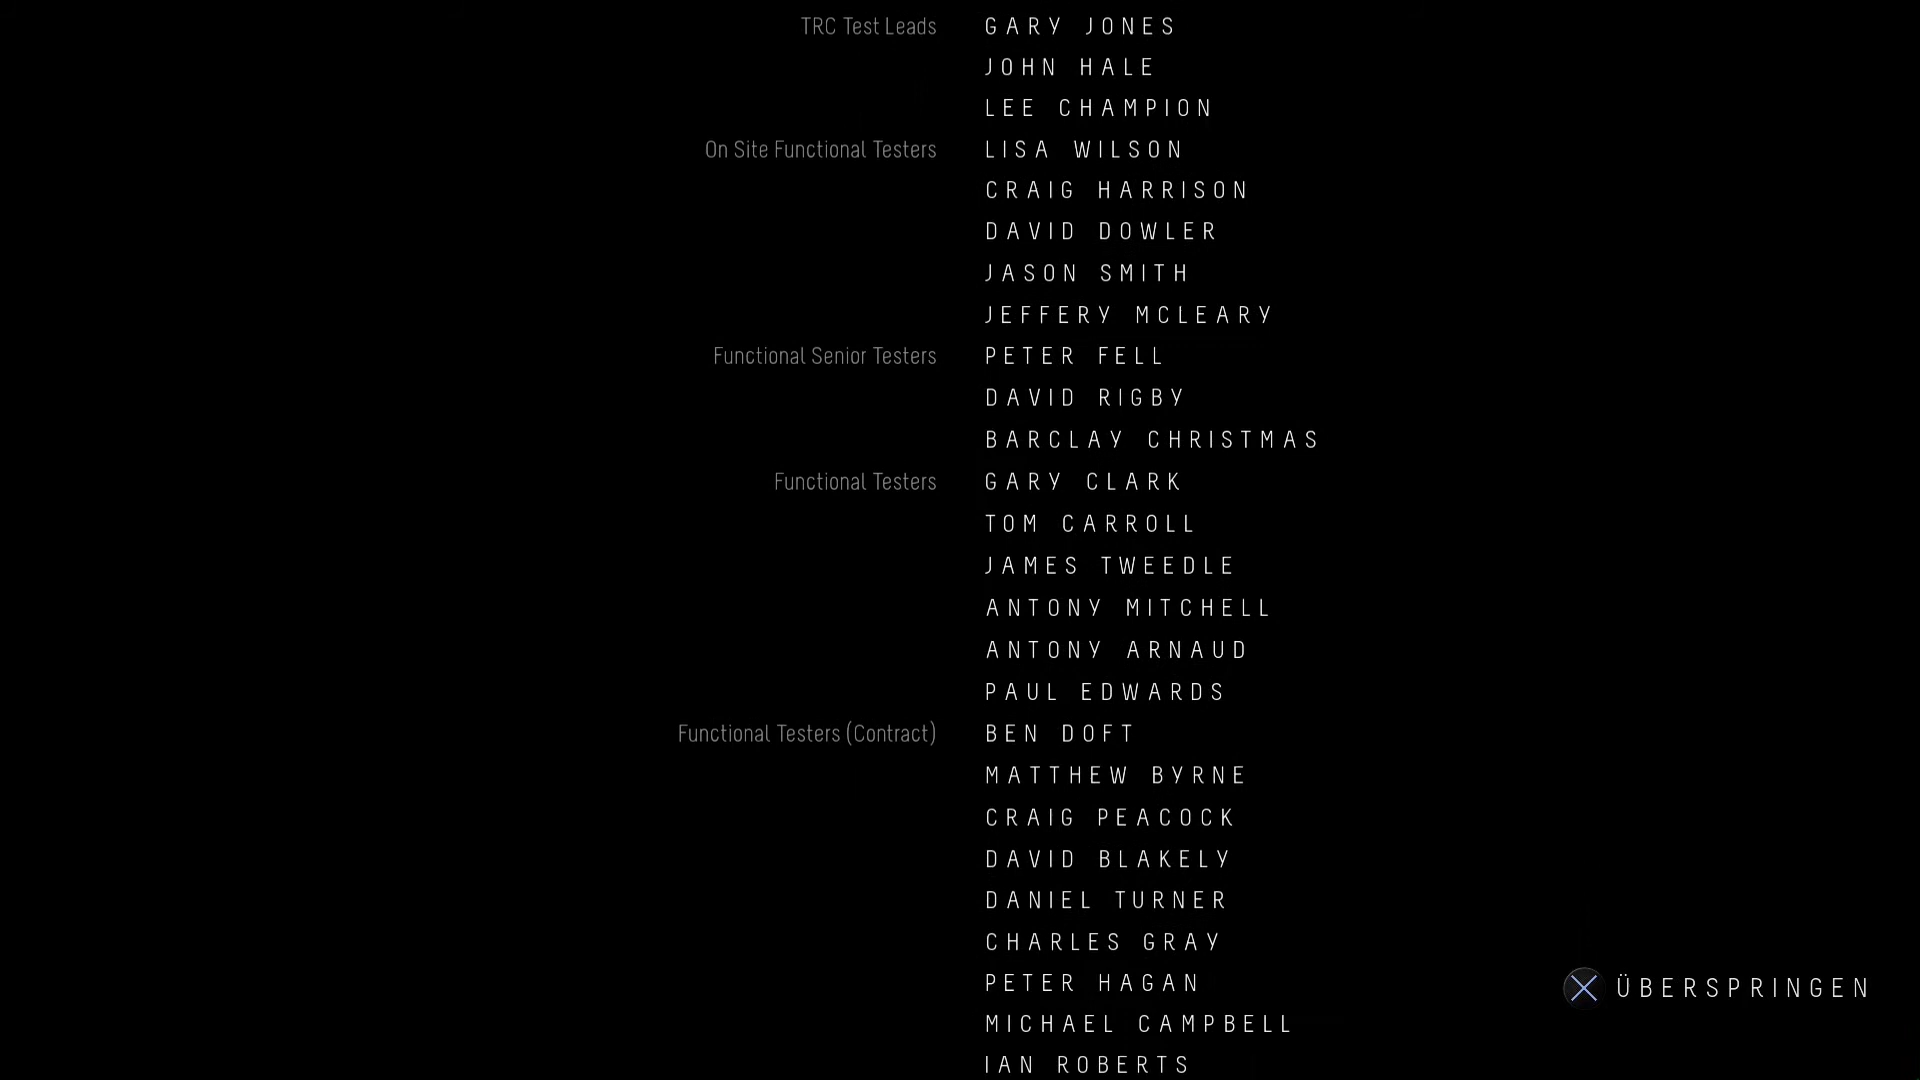 TRC Test Leads GARY JONES
JOHN HALE
LEE CHAMPION
On Site Functional Testers LISA WILSON
CRAIG HARRISON
DAVID DOWLER
JASON SMITH
JEFFERY MCLEARY
Functional Senior Testers PETER FELL
DAVID RIGBY
BARCLAY CHRISTMAS
Functional Testers GARY CLARK
TOM CARROLL
JAMES TWEEDLE
ANTONY MITCHELL
ANTONY ARNAUD
PAUL EDWARDS
Functional Testers (Contract) BEN DOFT
MATTHEW BYRNE
CRAIG PEACOCK
DAVID BLAKELY
DANIEL TURNER
CHARLES GRAY
PETER HAGAN
ÜBERSPRINGEN
MICHAEL CAMPBELL
IAN ROBERTS